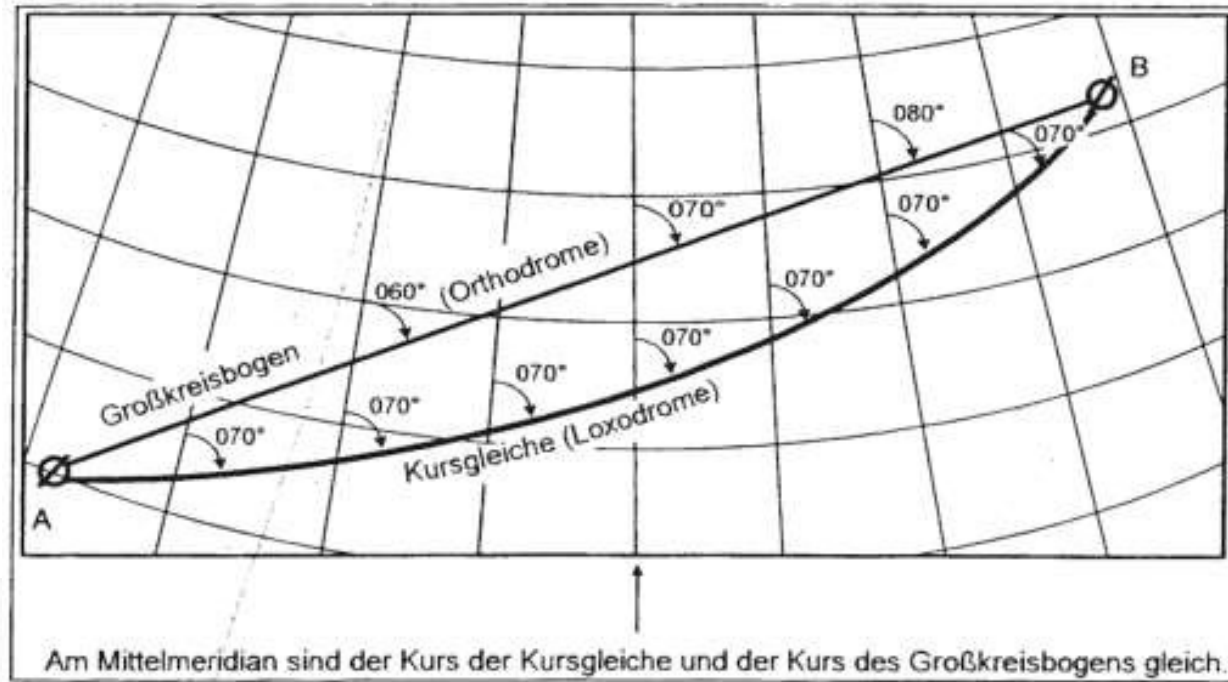 B
080°
070°
070°
070°
060°
(Orthodrome)
070°
070°
Großkreisbogen
070°
070°
070°
Kursgleiche (Loxodrome)
A
Am Mittelmeridian sind der Kurs der Kursgleiche und der Kurs des Großkreisbogens gleich.